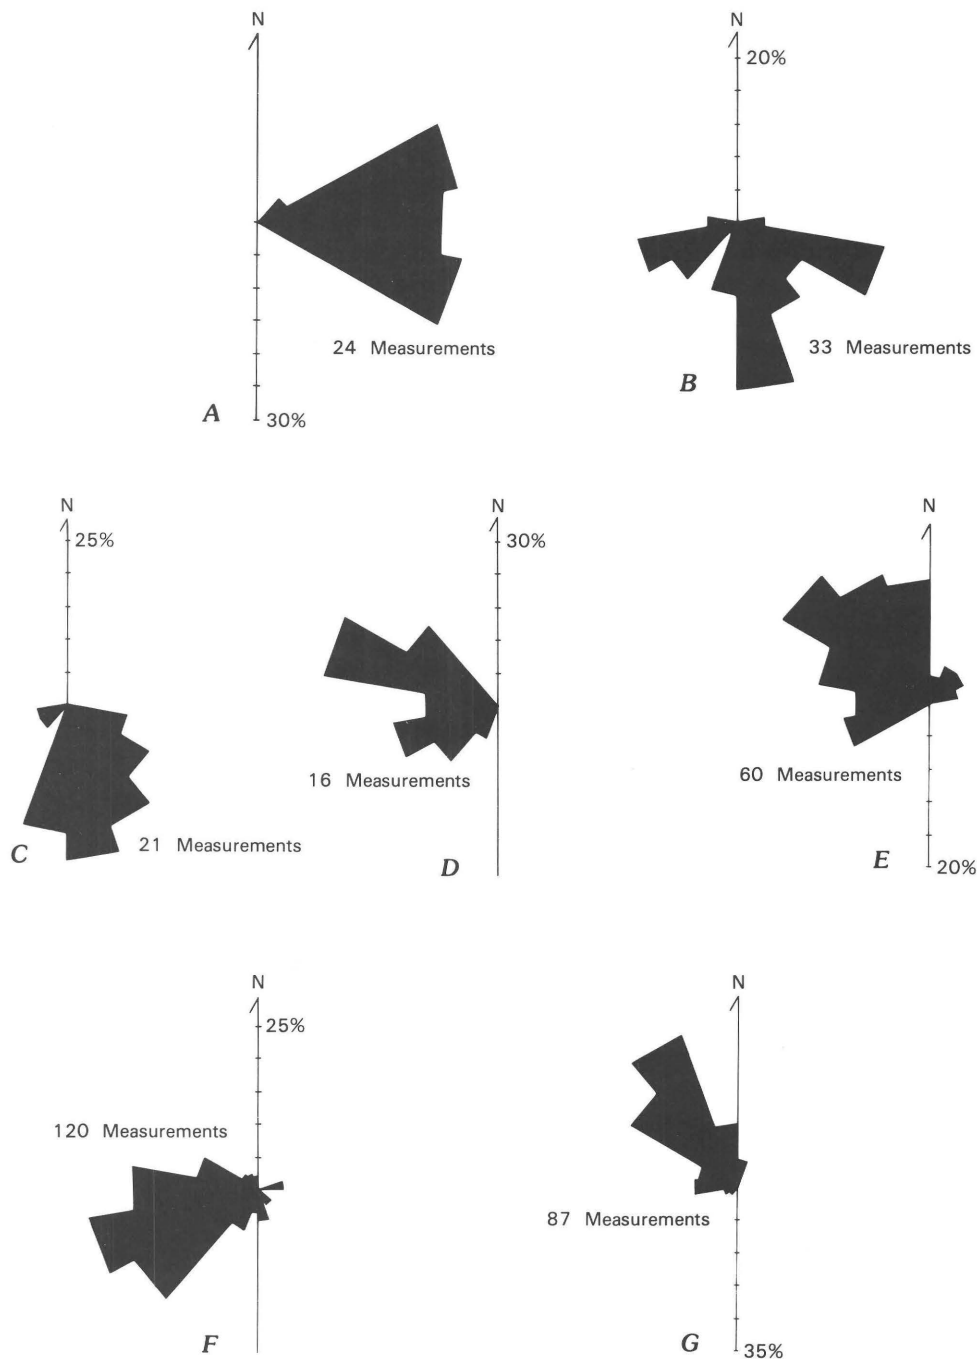 N
N
20%
24 Measurements
33 Measurements
A
30%
B
N
N
N
25%
30%
16 Measurements
60 Measurements
C
21 Measurements
D
E
20%
N
N
25%
120 Measurements
87 Measurements
F
G
35%